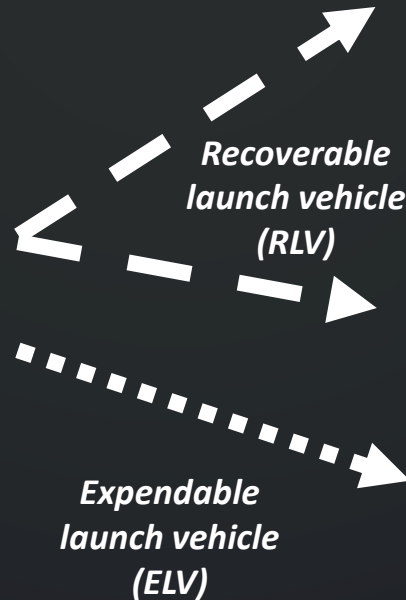 Recoverable
launch vehicle
(RLV)
Expendable
launch vehicle
(ELV)